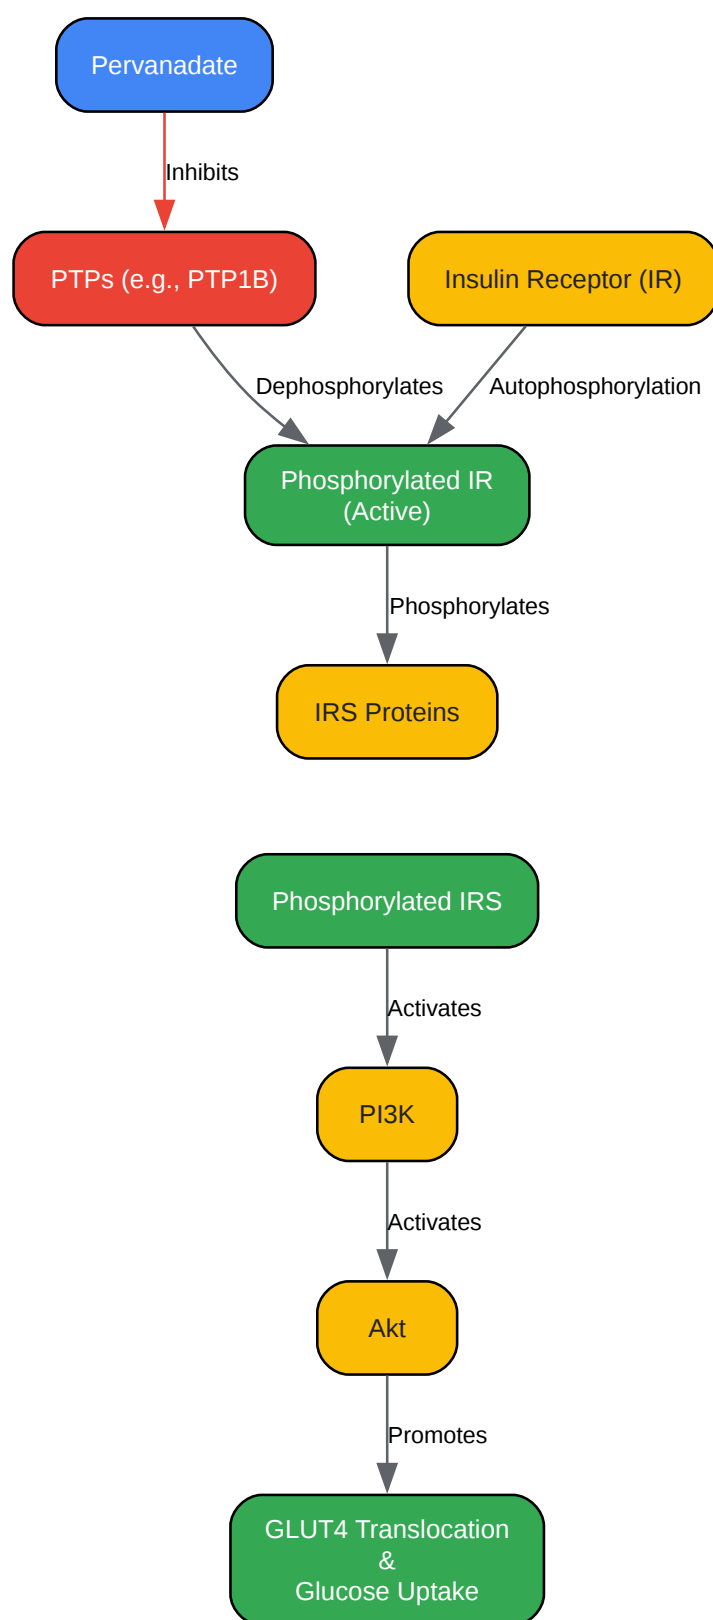 Pervanadate
Inhibits
PTPs (e.g., PTP1B)
Insulin Receptor (IR)
Dephosphorylates
Autophosphorylation
Phosphorylated IR
(Active)
Phosphorylates
IRS Proteins
Phosphorylated IRS
Activates
PI3K
Activates
Akt
Promotes
GLUT4 Translocation
&
Glucose Uptake